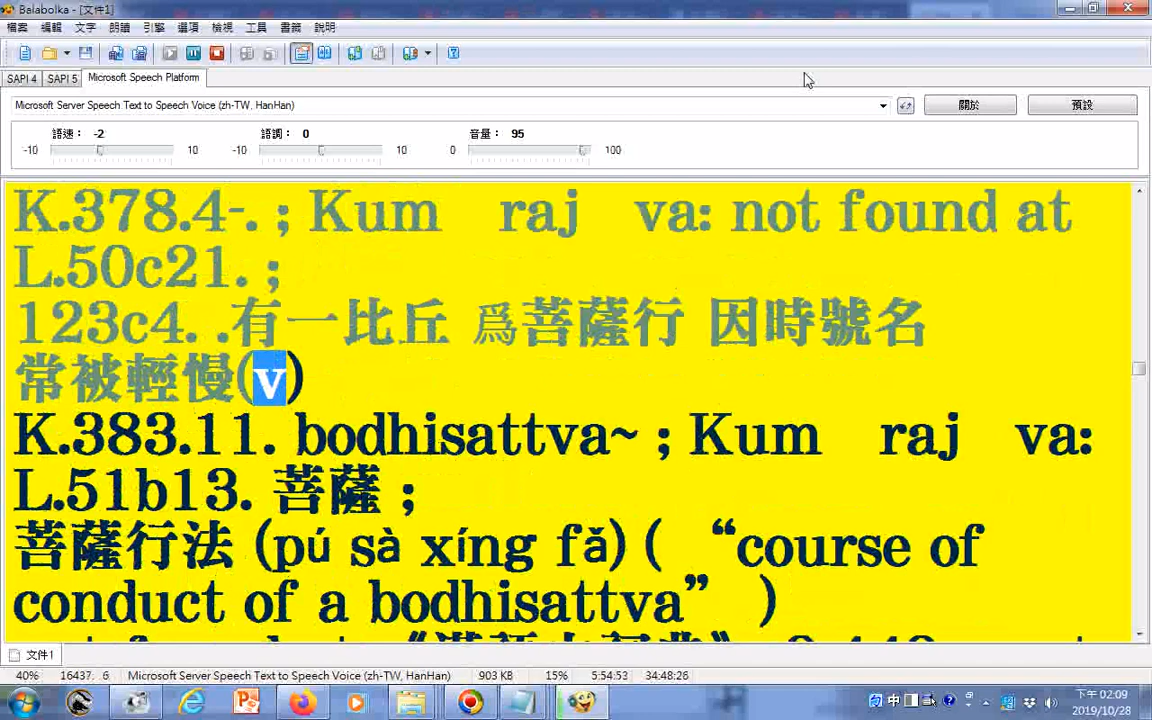 Balabolka - [文件1]
檔案 編輯 文字 朗讀 引擎 選項 檢視 工具 書籤 說明
SAPI 4 SAPI 5 Microsoft Speech Platform
Microsoft Server Speech Text to Speech Voice (zh-TW, HanHan) 關於 預設
語速： -2 語調： 0 音量： 95
-10 10 -10 10 0 100
K.378.4-. ; Kum raj va: not found at
L.50c21. ;
123c4. .有一比丘 爲菩薩行 因時號名
常被輕慢(v)
K.383.11. bodhisattva~ ; Kum raj va:
L.51b13. 菩薩 ;
菩薩行法 (pú sà xíng fǎ) ( “course of
conduct of a bodhisattva” )
文件1
40% 16437. 6 Microsoft Server Speech Text to Speech Voice (zh-TW, HanHan) 903 KB 15% 5:54:53 34:48:26
中 下午 02:09
2019/10/28